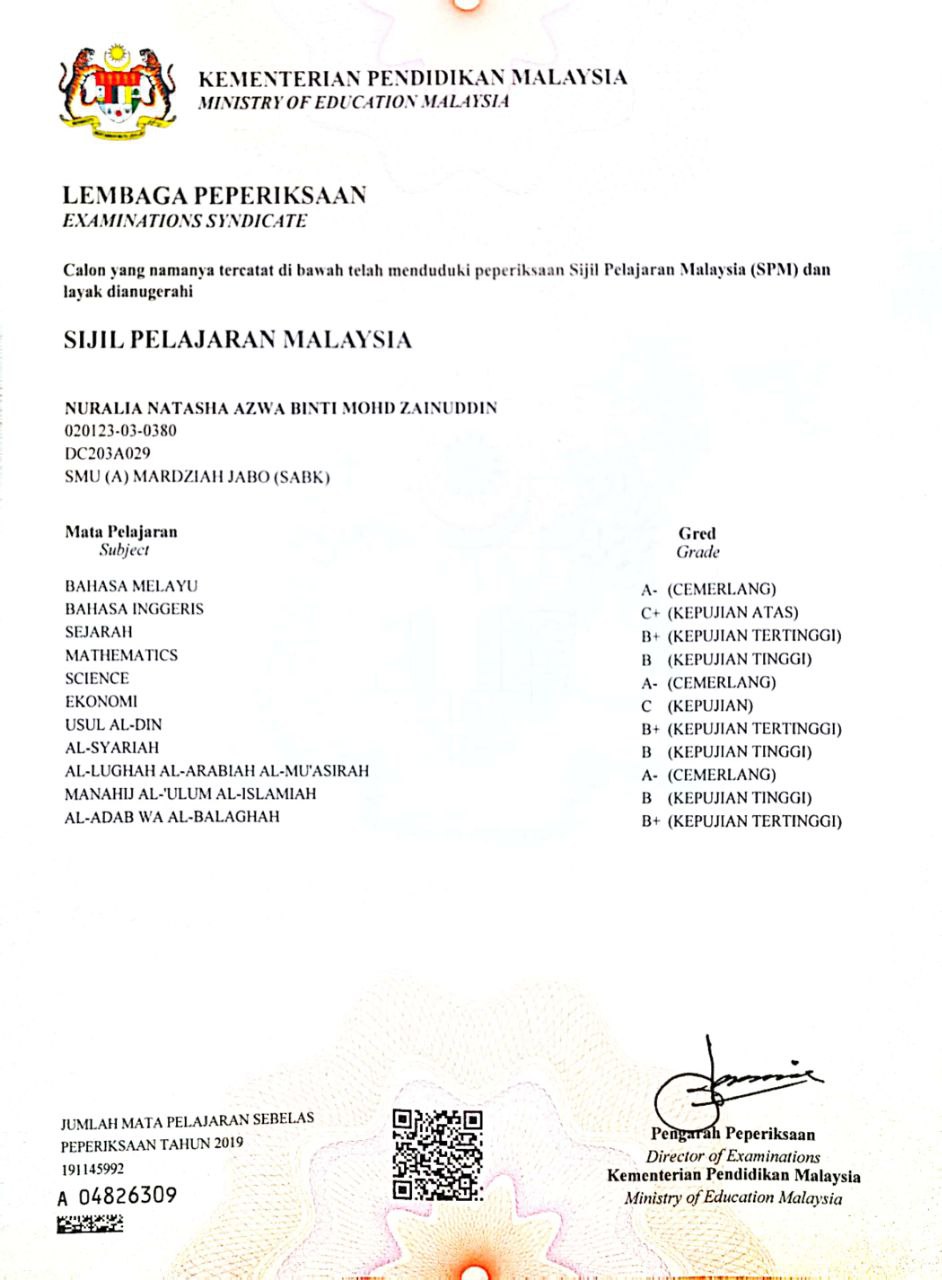 KEMENTERIAN PENDIDIKAN MALAYSIA
MINISTRY OF EDUCATION MALAYSIA
LEMBAGA PEPERIKSAAN
EXAMINATIONS SYNDICATE
Calon yang namanya tercatat di bawah telah menduduki peperiksaan Sijil Pelajaran Malaysia (SPM) dan
layak dianugerahi
SIJIL PELAJARAN MALAYSIA
NURALIA NATASHA AZWA BINTI MOHD ZAINUDDIN
020123-03-0380
DC203A029
SMU (A) MARDZIAH JABO (SABK)
Mata Pelajaran Gred
Subject Grade
BAHASA MELAYU A- (CEMERLANG)
BAHASA INGGERIS C+ (KEPUJIAN ATAS)
SEJARAH B+ (KEPUJIAN TERTINGGI)
MATHEMATICS B (KEPUJIAN TINGGI)
SCIENCE A- (CEMERLANG)
EKONOMI C (KEPUJIAN)
USUL AL-DIN B+ (KEPUJIAN TERTINGGI)
AL-SYARIAH B (KEPUJIAN TINGGI)
AL-LUGHAH AL-ARABIAH AL-MU'ASIRAH A- (CEMERLANG)
MANAHIJ AL-'ULUM AL-ISLAMIAH B (KEPUJIAN TINGGI)
AL-ADAB WA AL-BALAGHAH B+ (KEPUJIAN TERTINGGI)
JUMLAH MATA PELAJARAN SEBELAS
PEPERIKSAAN TAHUN 2019
191145992
A 04826309
Pengarah Peperiksaan
Director of Examinations
Kementerian Pendidikan Malaysia
Ministry of Education Malaysia